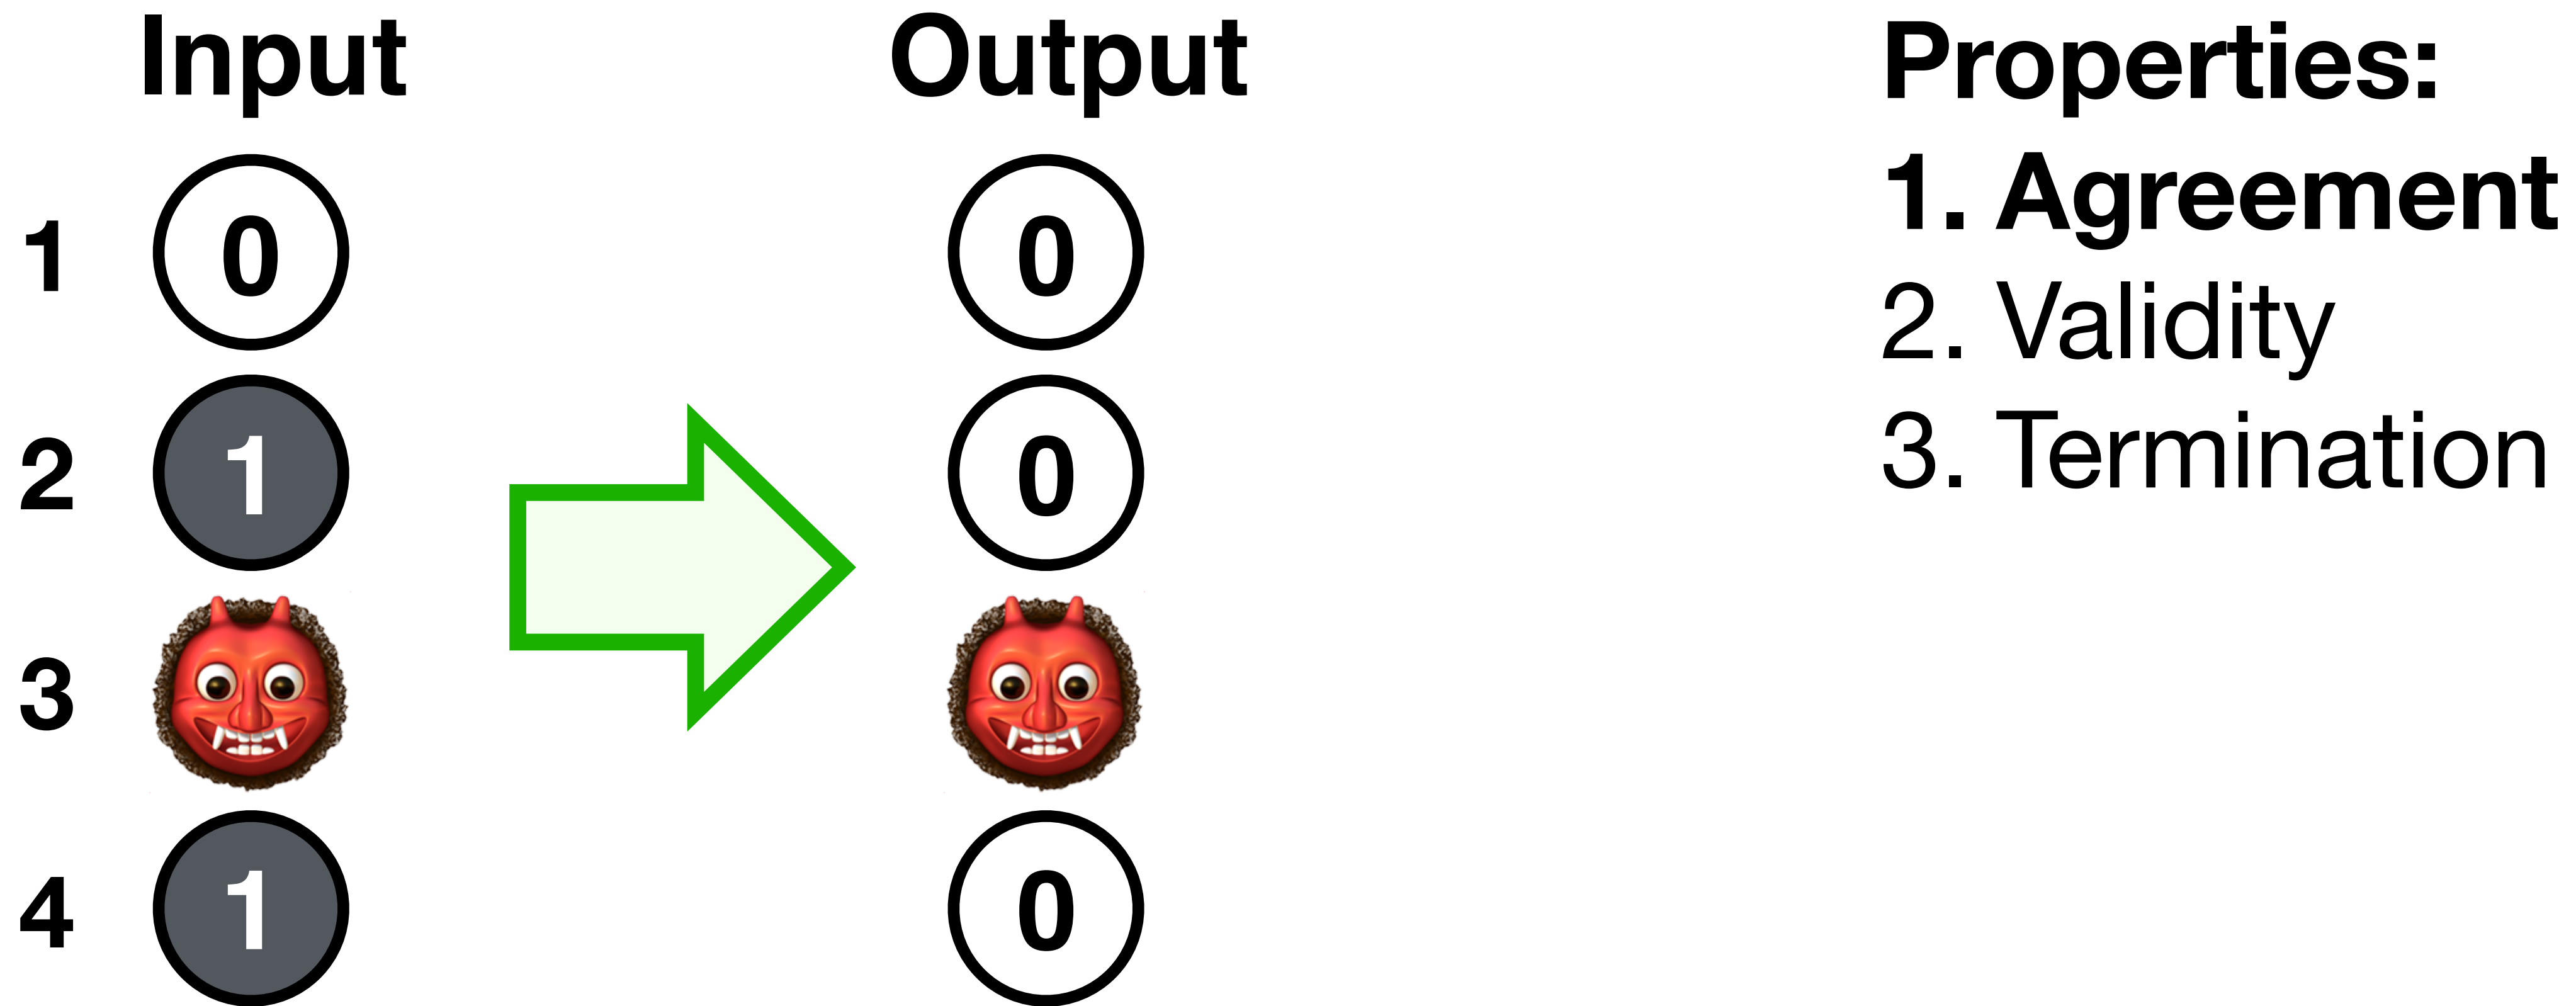 Input Output
1 0 0
2 1 0
3
4 1 0
Properties:
1. Agreement
2. Validity
3. Termination